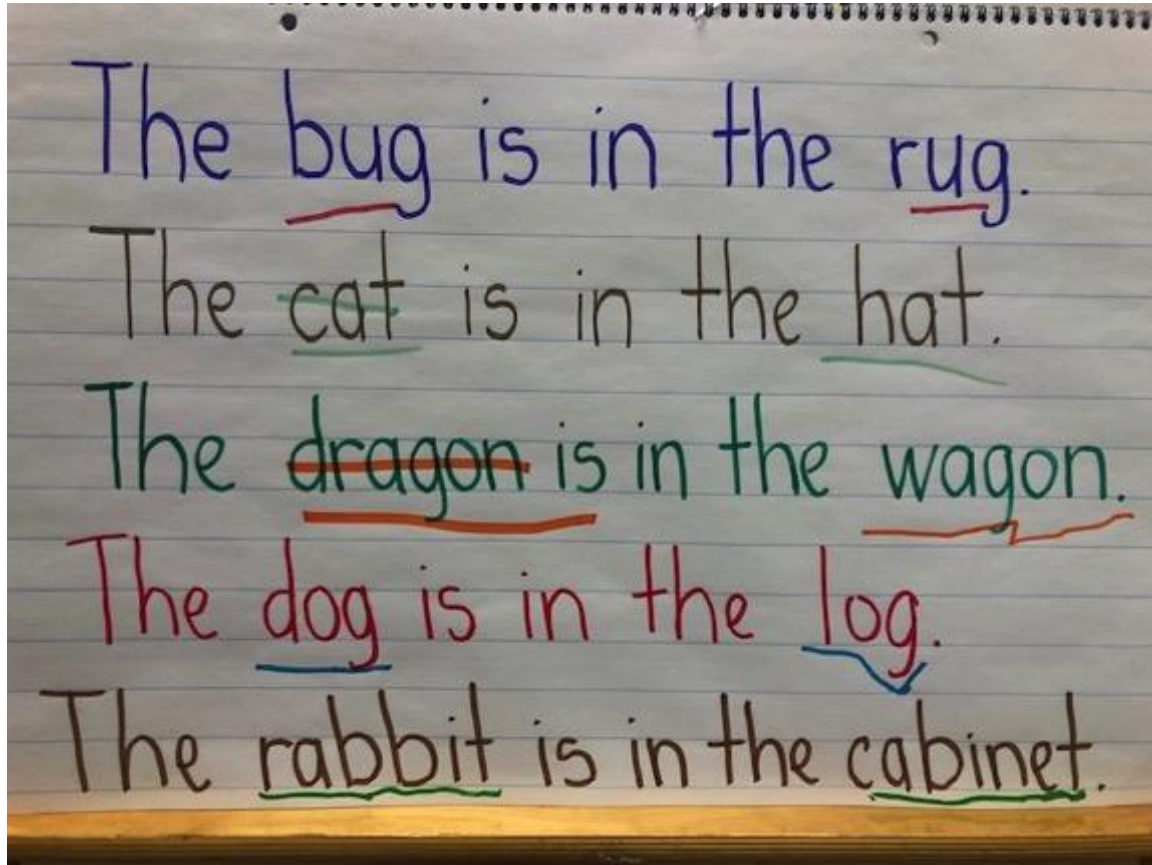 The bug is in the rug.
The cat is in the hat.
The dragon is in the wagon.
The dog is in the log.
The rabbit is in the cabinet.